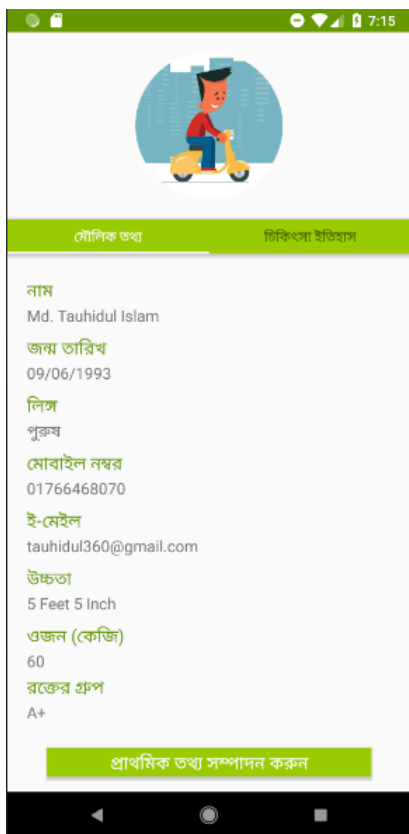 7:15
মৌলিক তথ্য
চিকিৎসা ইতিহাস
নাম
Md. Tauhidul Islam
জন্ম তারিখ
09/06/1993
লিঙ্গ
পুরুষ
মোবাইল নম্বর
01766468070
ই-মেইল
tauhidul360@gmail.com
উচ্চতা
5 Feet 5 Inch
ওজন (কেজি)
60
রক্তের গ্রুপ
A+
প্রাথমিক তথ্য সম্পাদন করুন